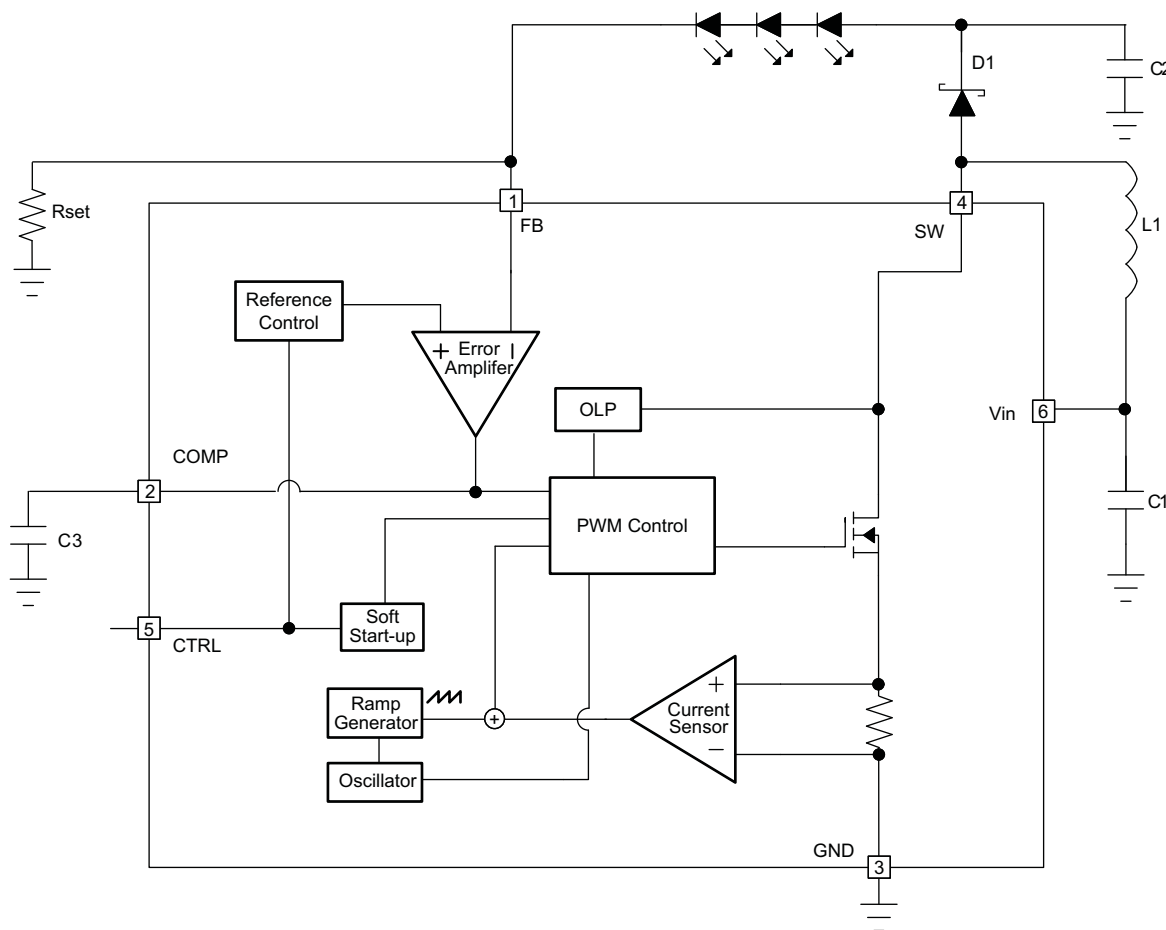 D1
C2
Rset
1
FB
4
SW
L1
Reference
Control
+ Error −
Amplifer
OLP
Vin
6
COMP
2
PWM Control
C1
C3
5
CTRL
Soft
Start-up
Ramp
Generator
+
+
Current
Sensor
−
Oscillator
GND
3